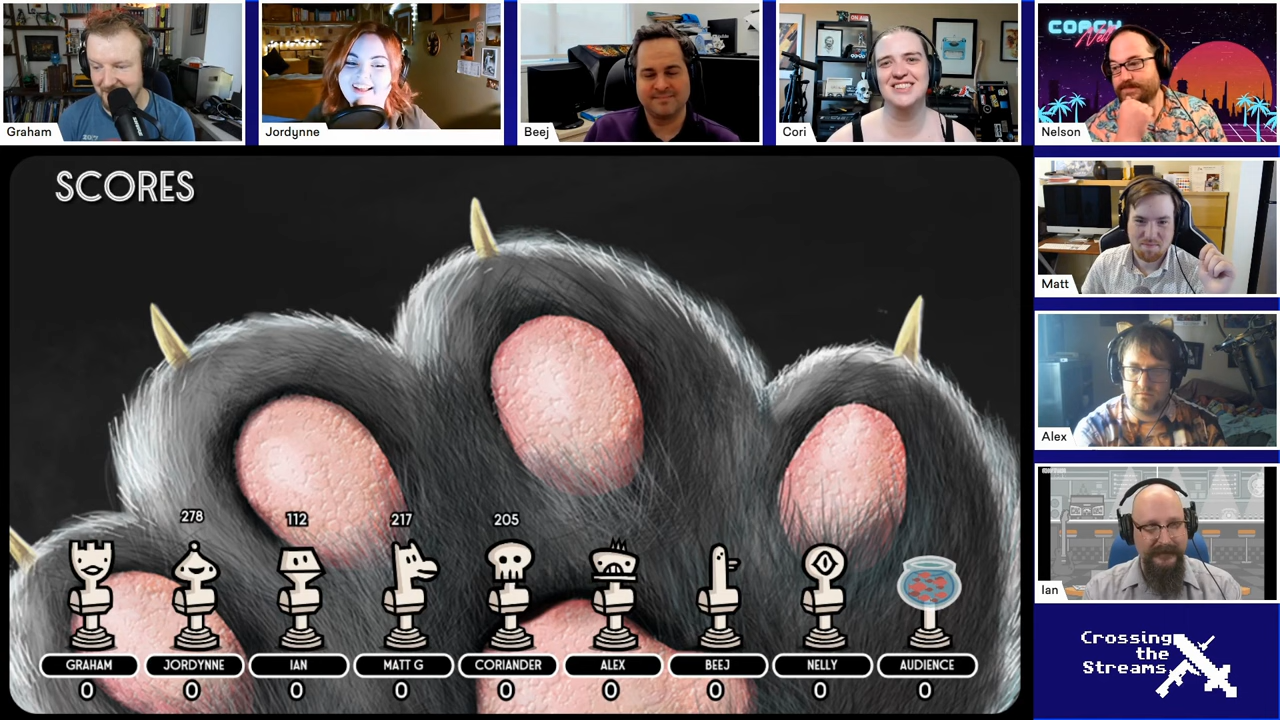 Graham
Jordynne
Beej
Cori
COACH
Nelly
Nelson
SCORES
Matt
Alex
Ian
278
112
217
205
GRAHAM
JORDYNNE
IAN
MATT G
CORIANDER
ALEX
BEEJ
NELLY
AUDIENCE
0
0
0
0
0
0
0
0
0
Crossing
the
Streams